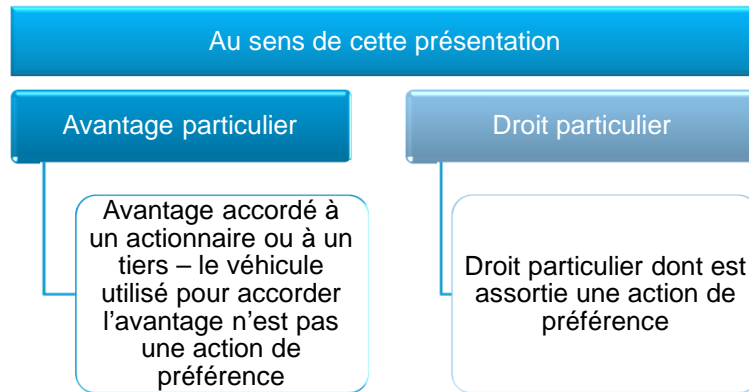 Au sens de cette présentation
Avantage particulier
Droit particulier
Avantage accordé à
un actionnaire ou à un
tiers – le véhicule
utilisé pour accorder
l'avantage n'est pas
une action de
préférence
Droit particulier dont est
assortie une action de
préférence